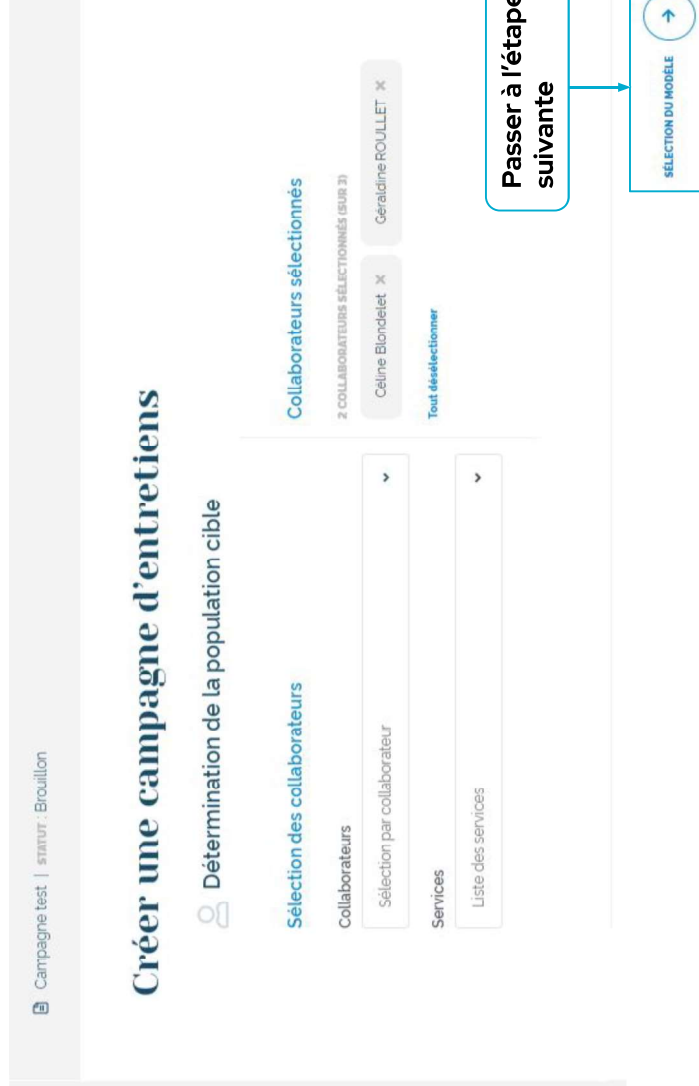 Campagne test | STATUT : Brouillon
Créer une campagne d'entretiens
Détermination de la population cible
Sélection des collaborateurs
Collaborateurs
Sélection par collaborateur
Services
Liste des services
Collaborateurs sélectionnés
2 COLLABORATEURS SÉLECTIONNÉS (SUR 3)
Céline Blondelet ×
Géraldine ROULLET ×
Tout désélectionner
Passer à l'étape
suivante
SÉLECTION DU MODÈLE